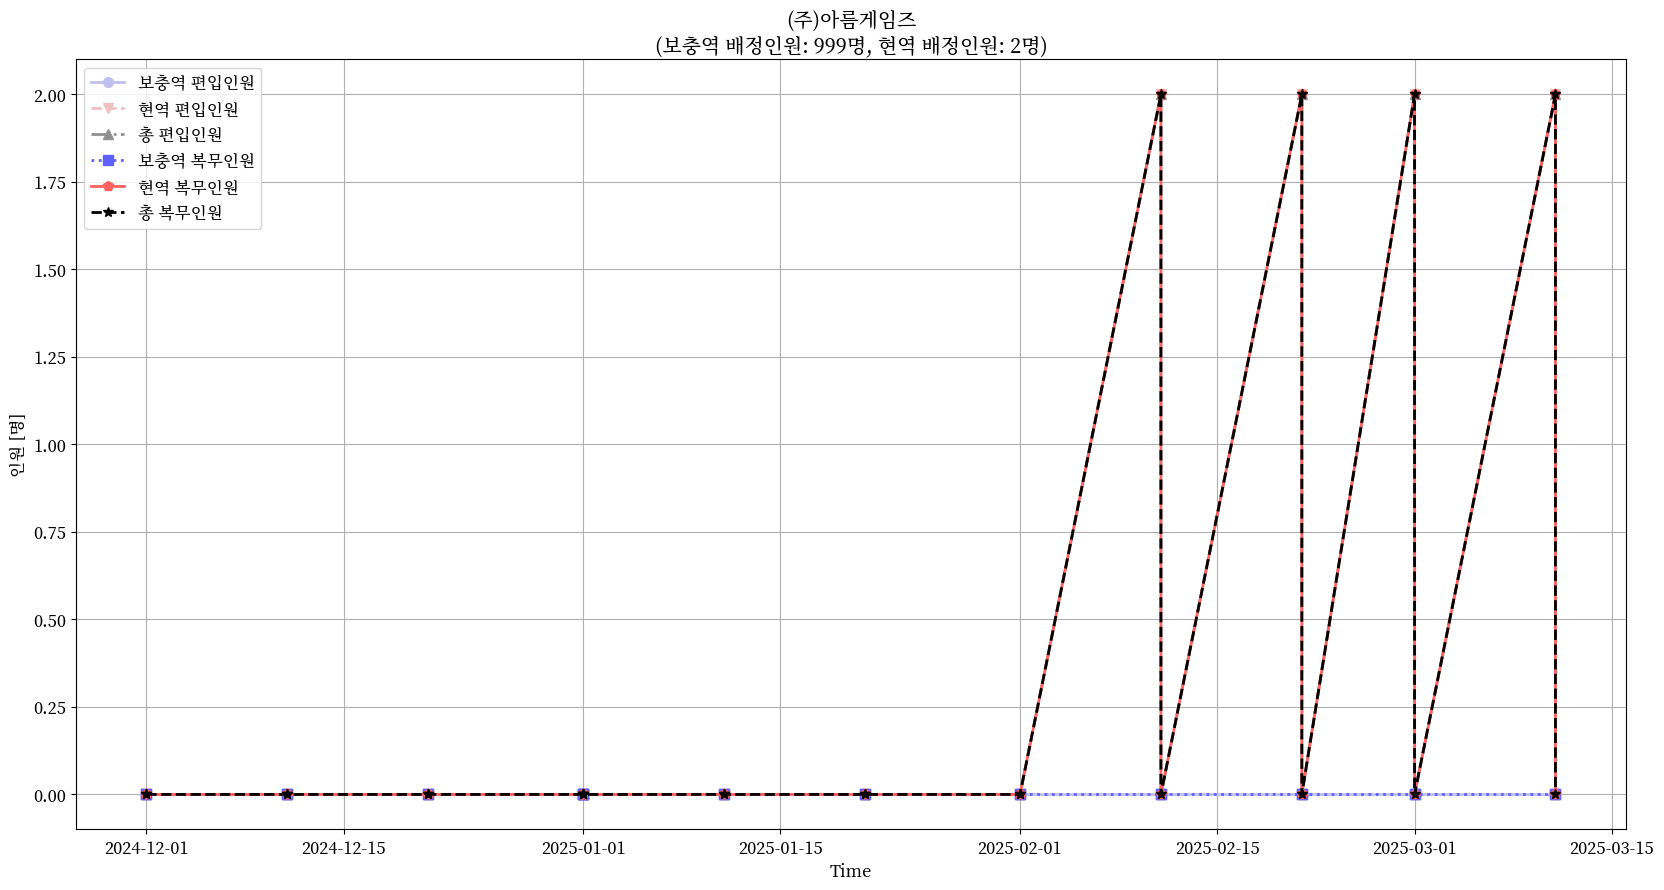 (주)아름게임즈
(보충역 배정인원: 999명, 현역 배정인원: 2명)
보충역 편입인원
현역 편입인원
총 편입인원
보충역 복무인원
현역 복무인원
총 복무인원
인원 [명]
2.00
1.75
1.50
1.25
1.00
0.75
0.50
0.25
0.00
2024-12-01
2024-12-15
2025-01-01
2025-01-15
2025-02-01
2025-02-15
2025-03-01
2025-03-15
Time